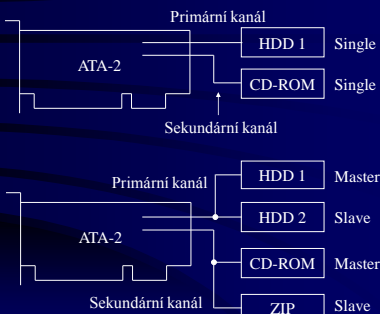 Primární kanál
HDD 1 Single
ATA-2
CD-ROM Single
Sekundární kanál
HDD 1 Master
Primární kanál
HDD 2 Slave
ATA-2
CD-ROM Master
Sekundární kanál
ZIP Slave